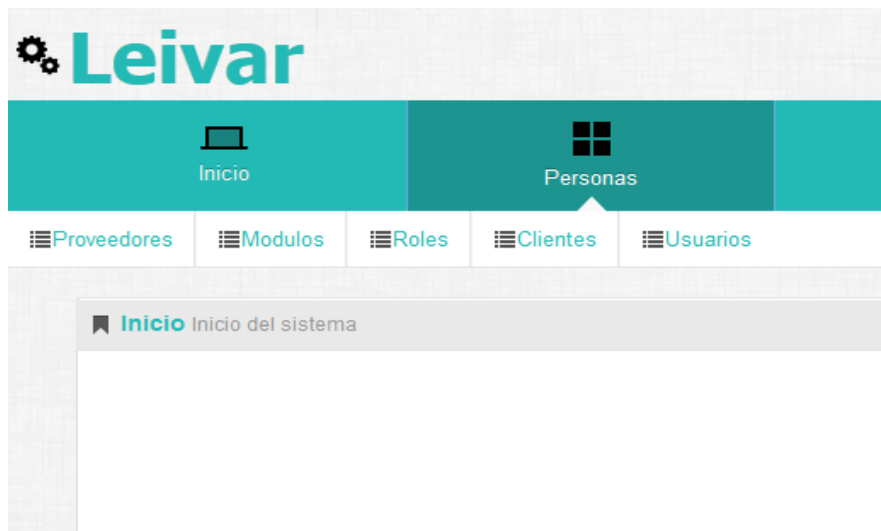 Leivar
Inicio Personas
Proveedores Modulos Roles Clientes Usuarios
Inicio Inicio del sistema